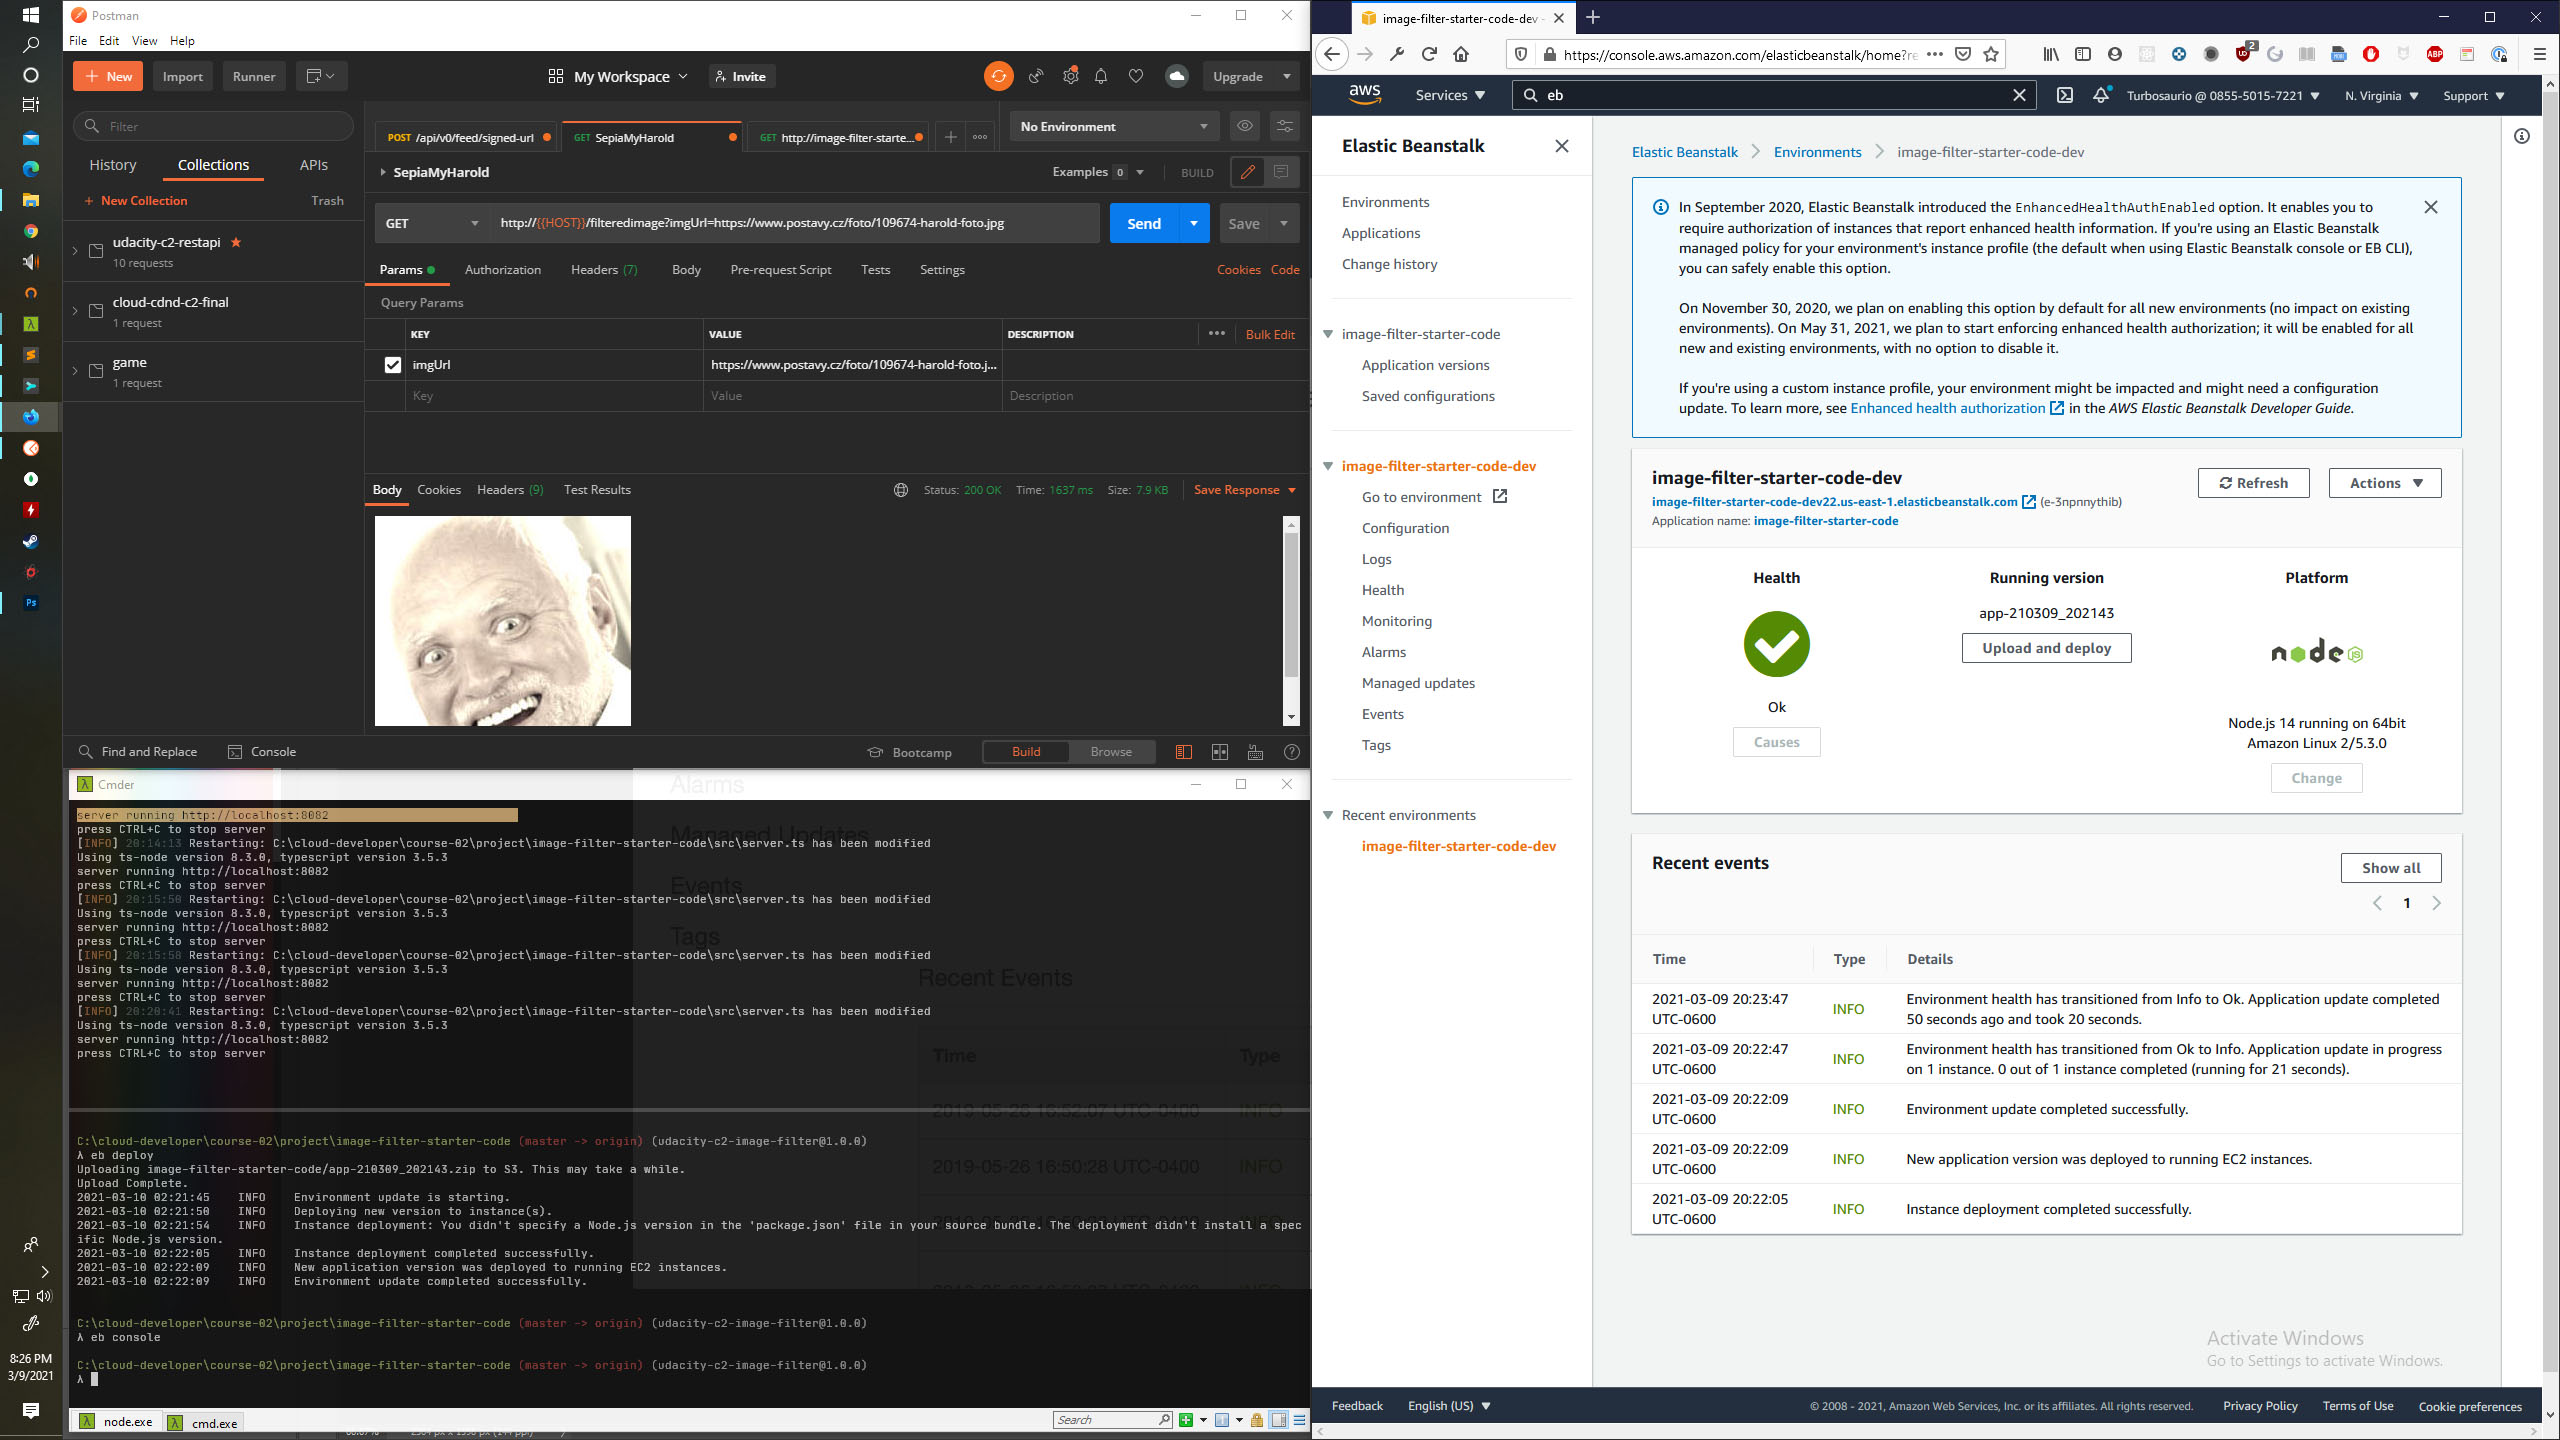 Postman
File Edit View Help
New Import Runner
My Workspace Invite
Upgrade
Filter
History Collections APIs
+ New Collection Trash
udacity-c2-restapi
10 requests
cloud-cdnd-c2-final
1 request
game
1 request
POST /api/v0/feed/signed-url
GET SepiaMyHarold
GET http://image-filter-starte...
No Environment
SepiaMyHarold
Examples 0 BUILD
GET http://{{HOST}}/filteredimage?imgUrl=https://www.postavy.cz/foto/109674-harold-foto.jpg Send Save
Params Authorization Headers (7) Body Pre-request Script Tests Settings Cookies Code
Query Params
KEY VALUE DESCRIPTION Bulk Edit
imgUrl https://www.postavy.cz/foto/109674-harold-foto.j...
Key Value Description
Body Cookies Headers (9) Test Results Status: 200 OK Time: 1637 ms Size: 7.9 KB Save Response
Find and Replace Console Bootcamp Build Browse
Cmder
Alarms
Managed Updates
Events
Tags
Recent Events
Time Type
2019-05-26 16:52:07 UTC-0400 INFO
2019-05-26 16:50:28 UTC-0400 INFO
server running http://localhost:8082
press CTRL+C to stop server
[INFO] 20:14:13 Restarting: C:\cloud-developer\course-02\project\image-filter-starter-code\src\server.ts has been modified
Using ts-node version 8.3.0, typescript version 3.5.3
server running http://localhost:8082
press CTRL+C to stop server
[INFO] 20:15:50 Restarting: C:\cloud-developer\course-02\project\image-filter-starter-code\src\server.ts has been modified
Using ts-node version 8.3.0, typescript version 3.5.3
server running http://localhost:8082
press CTRL+C to stop server
[INFO] 20:15:58 Restarting: C:\cloud-developer\course-02\project\image-filter-starter-code\src\server.ts has been modified
Using ts-node version 8.3.0, typescript version 3.5.3
server running http://localhost:8082
press CTRL+C to stop server
[INFO] 20:20:41 Restarting: C:\cloud-developer\course-02\project\image-filter-starter-code\src\server.ts has been modified
Using ts-node version 8.3.0, typescript version 3.5.3
server running http://localhost:8082
press CTRL+C to stop server
C:\cloud-developer\course-02\project\image-filter-starter-code (master -> origin) (udacity-c2-image-filter@1.0.0)
λ eb deploy
Uploading image-filter-starter-code/app-210309_202143.zip to S3. This may take a while.
Upload Complete.
2021-03-10 02:21:45 INFO Environment update is starting.
2021-03-10 02:21:50 INFO Deploying new version to instance(s).
2021-03-10 02:21:54 INFO Instance deployment: You didn't specify a Node.js version in the 'package.json' file in your source bundle. The deployment didn't install a spec
ific Node.js version.
2021-03-10 02:22:05 INFO Instance deployment completed successfully.
2021-03-10 02:22:09 INFO New application version was deployed to running EC2 instances.
2021-03-10 02:22:09 INFO Environment update completed successfully.
C:\cloud-developer\course-02\project\image-filter-starter-code (master -> origin) (udacity-c2-image-filter@1.0.0)
λ eb console
C:\cloud-developer\course-02\project\image-filter-starter-code (master -> origin) (udacity-c2-image-filter@1.0.0)
λ
node.exe cmd.exe Search
Ps
8:26 PM
3/9/2021
image-filter-starter-code-dev -
https://console.aws.amazon.com/elasticbeanstalk/home?re
2
ABP
aws Services eb Turbosaurio @ 0855-5015-7221 N. Virginia Support
Elastic Beanstalk
Environments
Applications
Change history
image-filter-starter-code
Application versions
Saved configurations
image-filter-starter-code-dev
Go to environment
Configuration
Logs
Health
Monitoring
Alarms
Managed updates
Events
Tags
Recent environments
image-filter-starter-code-dev
Elastic Beanstalk Environments image-filter-starter-code-dev
In September 2020, Elastic Beanstalk introduced the EnhancedHealthAuthEnabled option. It enables you to
require authorization of instances that report enhanced health information. If you're using an Elastic Beanstalk
managed policy for your environment's instance profile (the default when using Elastic Beanstalk console or EB CLI),
you can safely enable this option.
On November 30, 2020, we plan on enabling this option by default for all new environments (no impact on existing
environments). On May 31, 2021, we plan to start enforcing enhanced health authorization; it will be enabled for all
new and existing environments, with no option to disable it.
If you're using a custom instance profile, your environment might be impacted and might need a configuration
update. To learn more, see Enhanced health authorization in the AWS Elastic Beanstalk Developer Guide.
image-filter-starter-code-dev
Refresh Actions
image-filter-starter-code-dev22.us-east-1.elasticbeanstalk.com (e-3npnnythib)
Application name: image-filter-starter-code
Health Running version Platform
app-210309_202143
Upload and deploy
node JS
Ok
Causes
Node.js 14 running on 64bit
Amazon Linux 2/5.3.0
Change
Recent events
Show all
1
Time Type Details
2021-03-09 20:23:47
UTC-0600
INFO
Environment health has transitioned from Info to Ok. Application update completed
50 seconds ago and took 20 seconds.
2021-03-09 20:22:47
UTC-0600
INFO
Environment health has transitioned from Ok to Info. Application update in progress
on 1 instance. 0 out of 1 instance completed (running for 21 seconds).
2021-03-09 20:22:09
UTC-0600
INFO
Environment update completed successfully.
2021-03-09 20:22:09
UTC-0600
INFO
New application version was deployed to running EC2 instances.
2021-03-09 20:22:05
UTC-0600
INFO
Instance deployment completed successfully.
Activate Windows
Go to Settings to activate Windows.
Feedback English (US) © 2008 - 2021, Amazon Web Services, Inc. or its affiliates. All rights reserved. Privacy Policy Terms of Use Cookie preferences